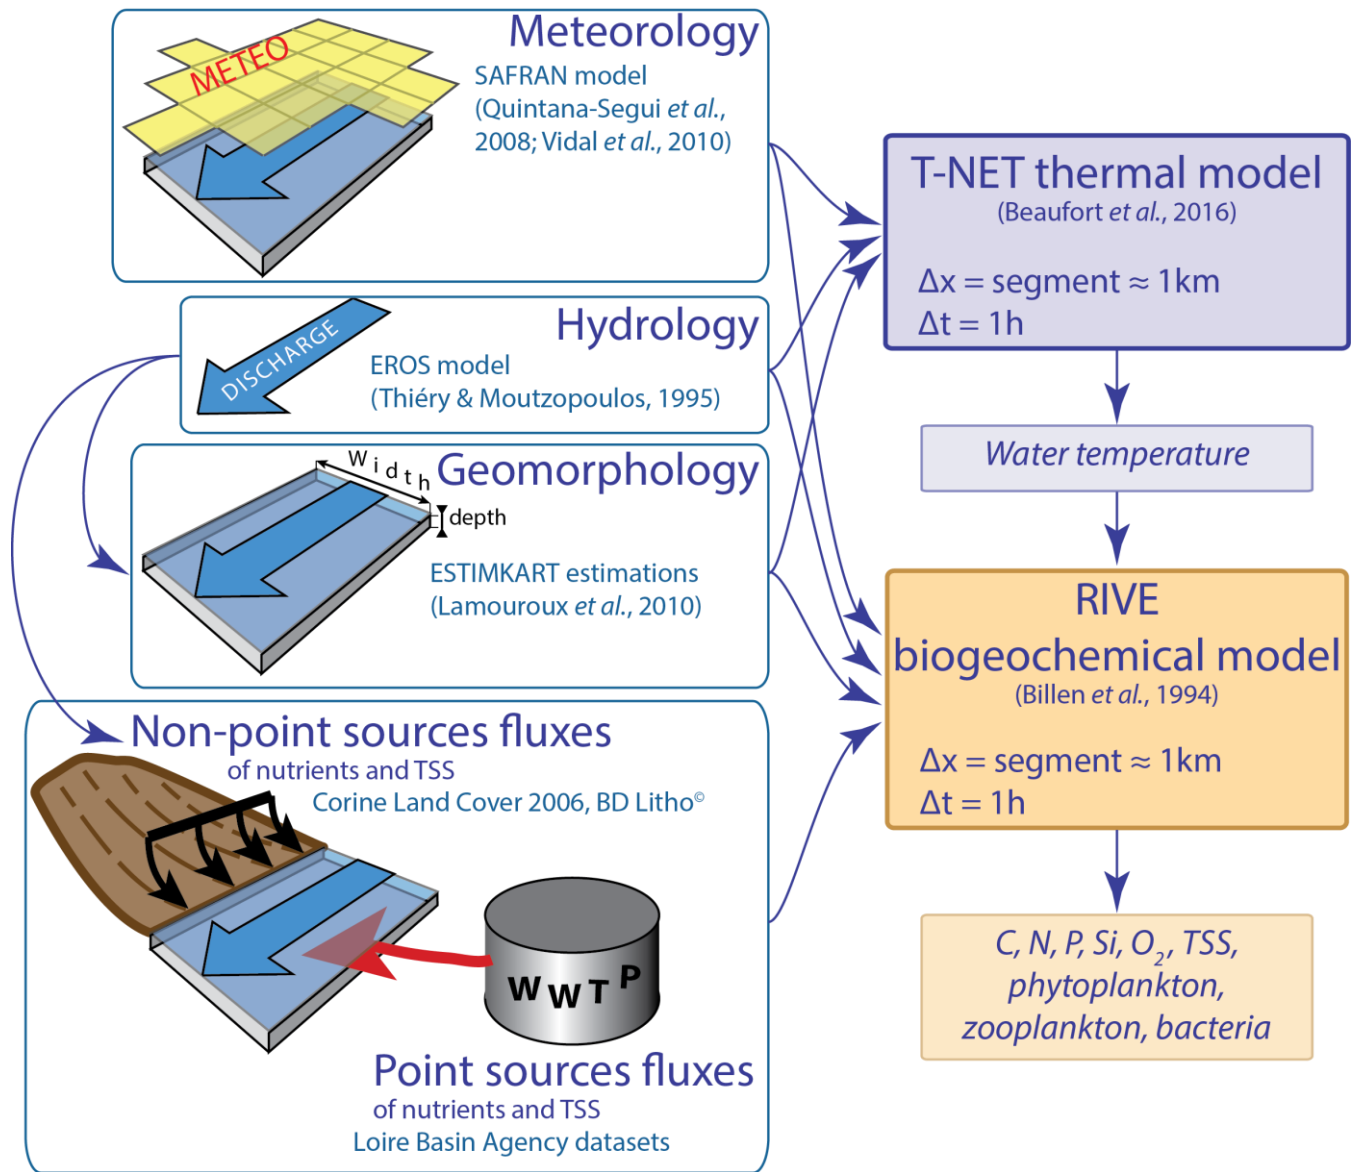 Meteorology
METEO
SAFRAN model
(Quintana-Segui et al.,
2008; Vidal et al., 2010)
Hydrology
DISCHARGE
EROS model
(Thiéry & Moutzopoulos, 1995)
Geomorphology
Width
depth
ESTIMKART estimations
(Lamouroux et al., 2010)
Non-point sources fluxes
of nutrients and TSS
Corine Land Cover 2006, BD Litho©
WWTP
Point sources fluxes
of nutrients and TSS
Loire Basin Agency datasets
T-NET thermal model
(Beaufort et al., 2016)
Δx = segment ≈ 1km
Δt = 1h
Water temperature
RIVE
biogeochemical model
(Billen et al., 1994)
Δx = segment ≈ 1km
Δt = 1h
C, N, P, Si, O₂, TSS,
phytoplankton,
zooplankton, bacteria